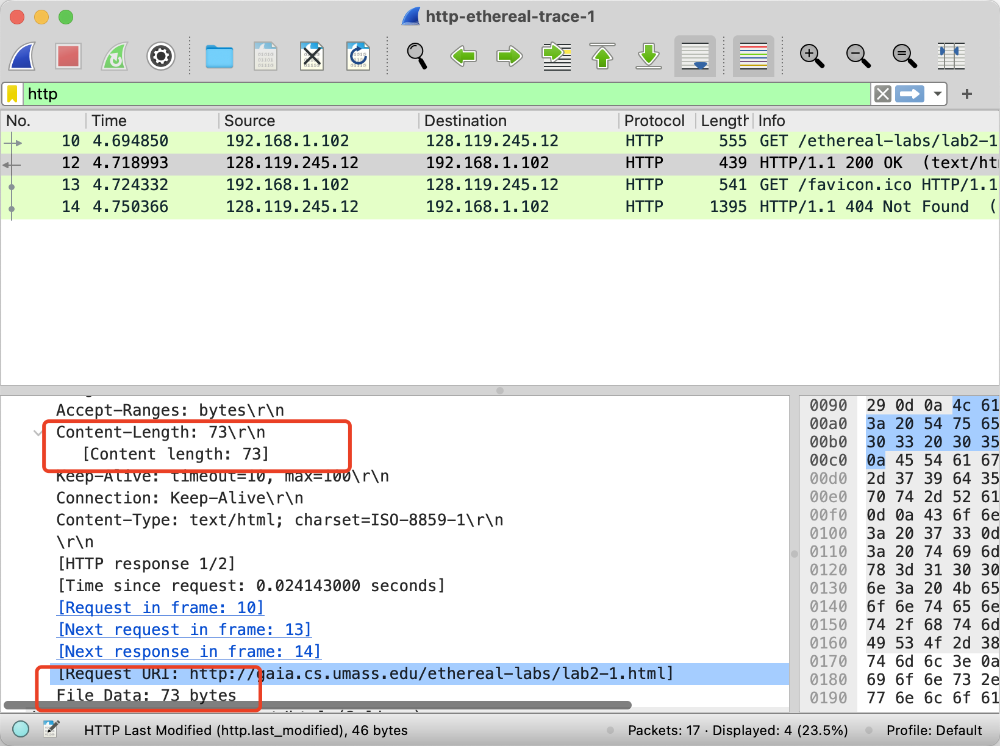 http-ethereal-trace-1
http
No. Time Source Destination Protocol Length Info
10 4.694850 192.168.1.102 128.119.245.12 HTTP 555 GET /ethereal-labs/lab2-1
12 4.718993 128.119.245.12 192.168.1.102 HTTP 439 HTTP/1.1 200 OK (text/ht
13 4.724332 192.168.1.102 128.119.245.12 HTTP 541 GET /favicon.ico HTTP/1.1
14 4.750366 128.119.245.12 192.168.1.102 HTTP 1395 HTTP/1.1 404 Not Found (
Accept-Ranges: bytes\r\n
Content-Length: 73\r\n
[Content length: 73]
Keep-Alive: timeout=10, max=100\r\n
Connection: Keep-Alive\r\n
Content-Type: text/html; charset=ISO-8859-1\r\n
\r\n
[HTTP response 1/2]
[Time since request: 0.024143000 seconds]
[Request in frame: 10]
[Next request in frame: 13]
[Next response in frame: 14]
[Request URI: http://gaia.cs.umass.edu/ethereal-labs/lab2-1.html]
File Data: 73 bytes
0090 29 0d 0a 4c 61
00a0 3a 20 54 75 65
00b0 30 33 20 30 35
00c0 0a 45 54 61 67
00d0 2d 37 39 64 35
00e0 70 74 2d 52 61
00f0 0d 0a 43 6f 6e
0100 3a 20 37 33 0d
0110 3a 20 74 69 6d
0120 78 3d 31 30 30
0130 6e 3a 20 4b 65
0140 6f 6e 74 65 6e
0150 74 2f 68 74 6d
0160 49 53 4f 2d 38
0170 74 6d 6c 3e 0a
0180 69 6f 6e 73 2e
0190 77 6e 6c 6f 61
HTTP Last Modified (http.last_modified), 46 bytes
Packets: 17 · Displayed: 4 (23.5%)
Profile: Default